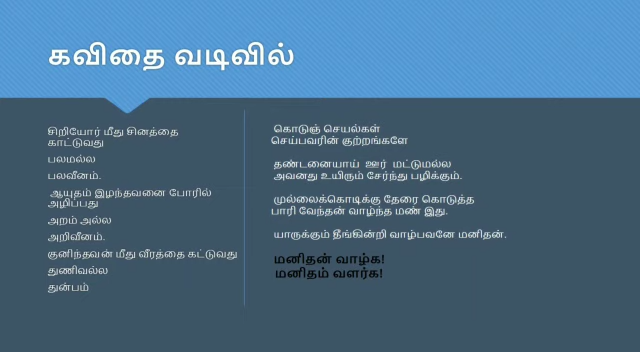 கவிதை வடிவில்
சிறியோர் மீது சினத்தை
காட்டுவது
பலமல்ல
பலவீனம்.
ஆயுதம் இழந்தவனை போரில்
அழிப்பது
அறம் அல்ல
அறிவீனம்.
குனிந்தவன் மீது வீரத்தை கட்டுவது
துணிவல்ல
துன்பம்
கொடுஞ் செயல்கள்
செய்பவரின் குற்றங்களே
தண்டனையாய் ஊர் மட்டுமல்ல
அவனது உயிரும் சேர்ந்து பழிக்கும்.
முல்லைக்கொடிக்கு தேரை கொடுத்த
பாரி வேந்தன் வாழ்ந்த மண் இது.
யாருக்கும் தீங்கின்றி வாழ்பவனே மனிதன்.
மனிதன் வாழ்க!
மனிதம் வளர்க!